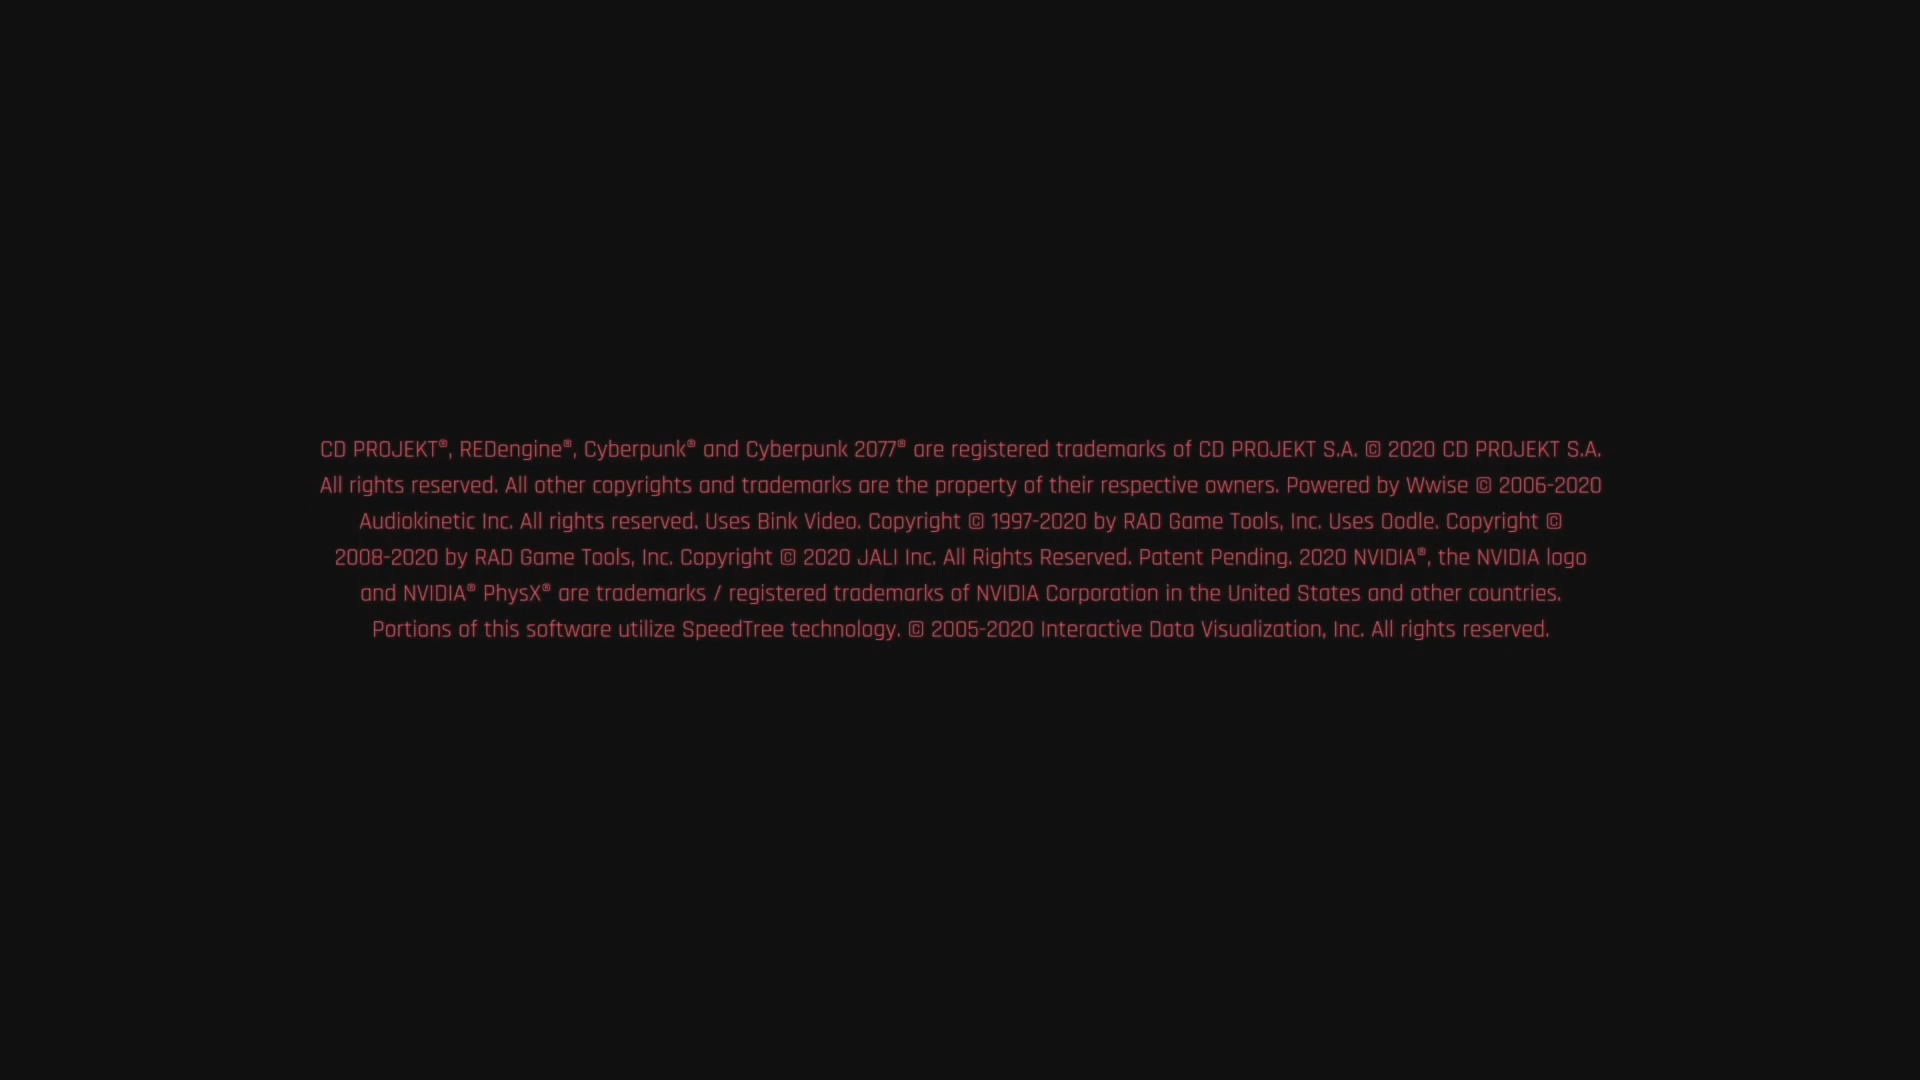 CD PROJEKT®, REDengine®, Cyberpunk® and Cyberpunk 2077® are registered trademarks of CD PROJEKT S.A. © 2020 CD PROJEKT S.A.
All rights reserved. All other copyrights and trademarks are the property of their respective owners. Powered by Wwise © 2006-2020
Audiokinetic Inc. All rights reserved. Uses Bink Video. Copyright © 1997-2020 by RAD Game Tools, Inc. Uses Oodle. Copyright ©
2008-2020 by RAD Game Tools, Inc. Copyright © 2020 JALI Inc. All Rights Reserved. Patent Pending. 2020 NVIDIA®, the NVIDIA logo
and NVIDIA® PhysX® are trademarks / registered trademarks of NVIDIA Corporation in the United States and other countries.
Portions of this software utilize SpeedTree technology. © 2005-2020 Interactive Data Visualization, Inc. All rights reserved.